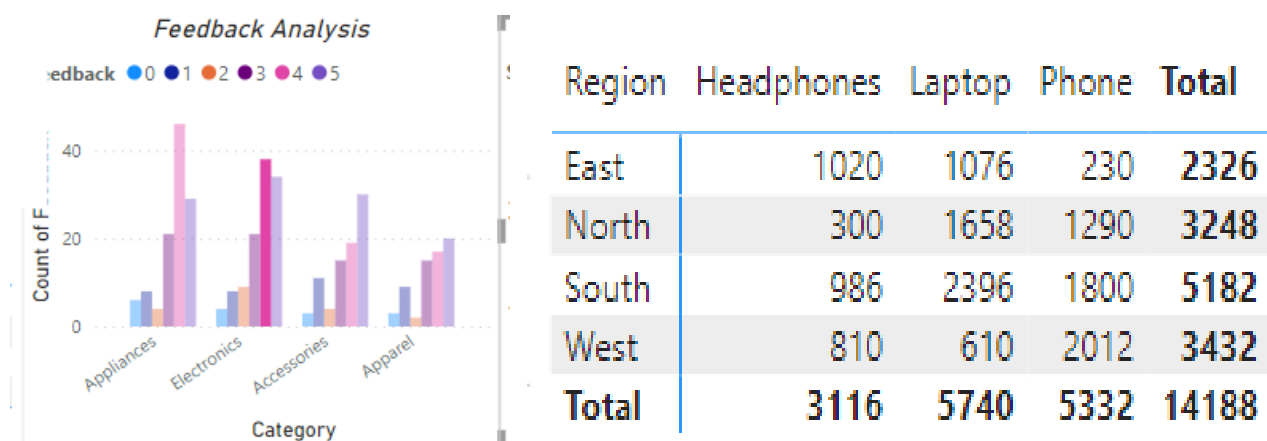 Feedback Analysis
edback 0 1 2 3 4 5
40
20
0
Count of F
Appliances Electronics Accessories Apparel
Category
Region Headphones Laptop Phone Total
East 1020 1076 230 2326
North 300 1658 1290 3248
South 986 2396 1800 5182
West 810 610 2012 3432
Total 3116 5740 5332 14188